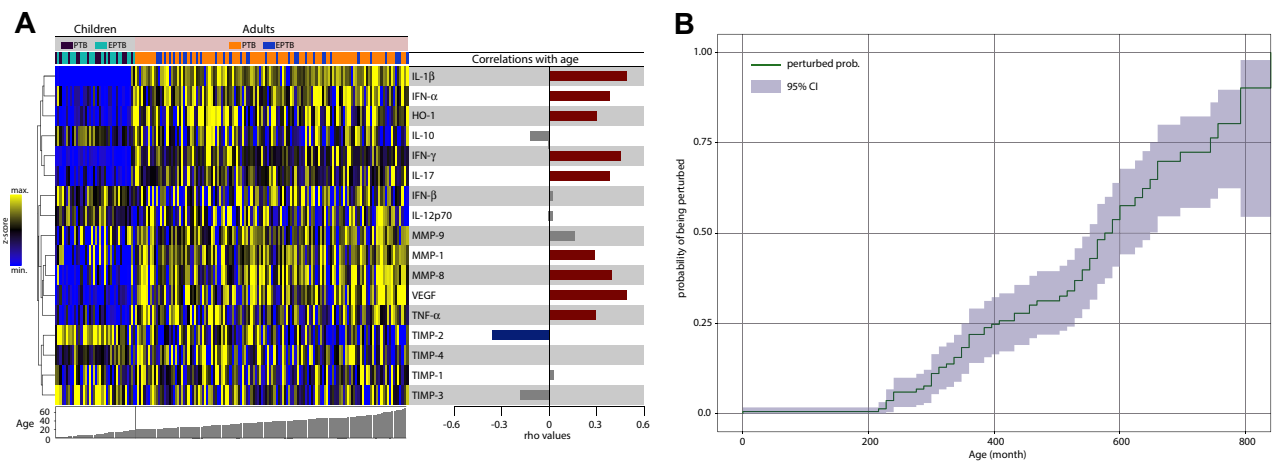 A
Children
Adults
PTB
EPTB
PTB
EPTB
Correlations with age
IL-1β
IFN-α
HO-1
IL-10
IFN-γ
IL-17
IFN-β
IL-12p70
MMP-9
MMP-1
MMP-8
VEGF
TNF-α
TIMP-2
TIMP-4
TIMP-1
TIMP-3
max.
z-score
min.
Age
60
40
20
0
-0.6
-0.3
0
0.3
0.6
rho values
B
perturbed prob.
95% CI
probability of being perturbed
1.00
0.75
0.50
0.25
0.0
0
200
400
600
800
Age (month)